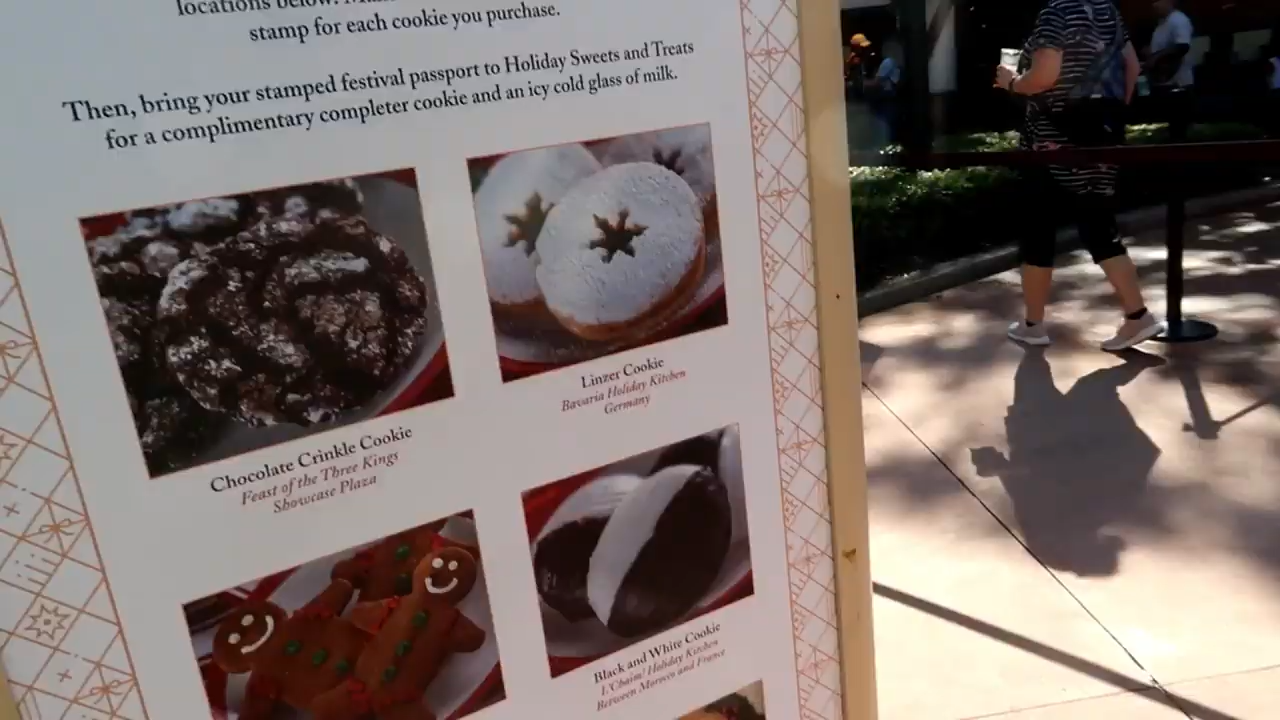 locations below.
stamp for each cookie you purchase.
Then, bring your stamped festival passport to Holiday Sweets and Treats
for a complimentary completer cookie and an icy cold glass of milk.
Chocolate Crinkle Cookie
Feast of the Three Kings
Showcase Plaza
Linzer Cookie
Bavaria Holiday Kitchen
Germany
Black and White Cookie
L'Chaim! Holiday Kitchen
Between Morocco and France